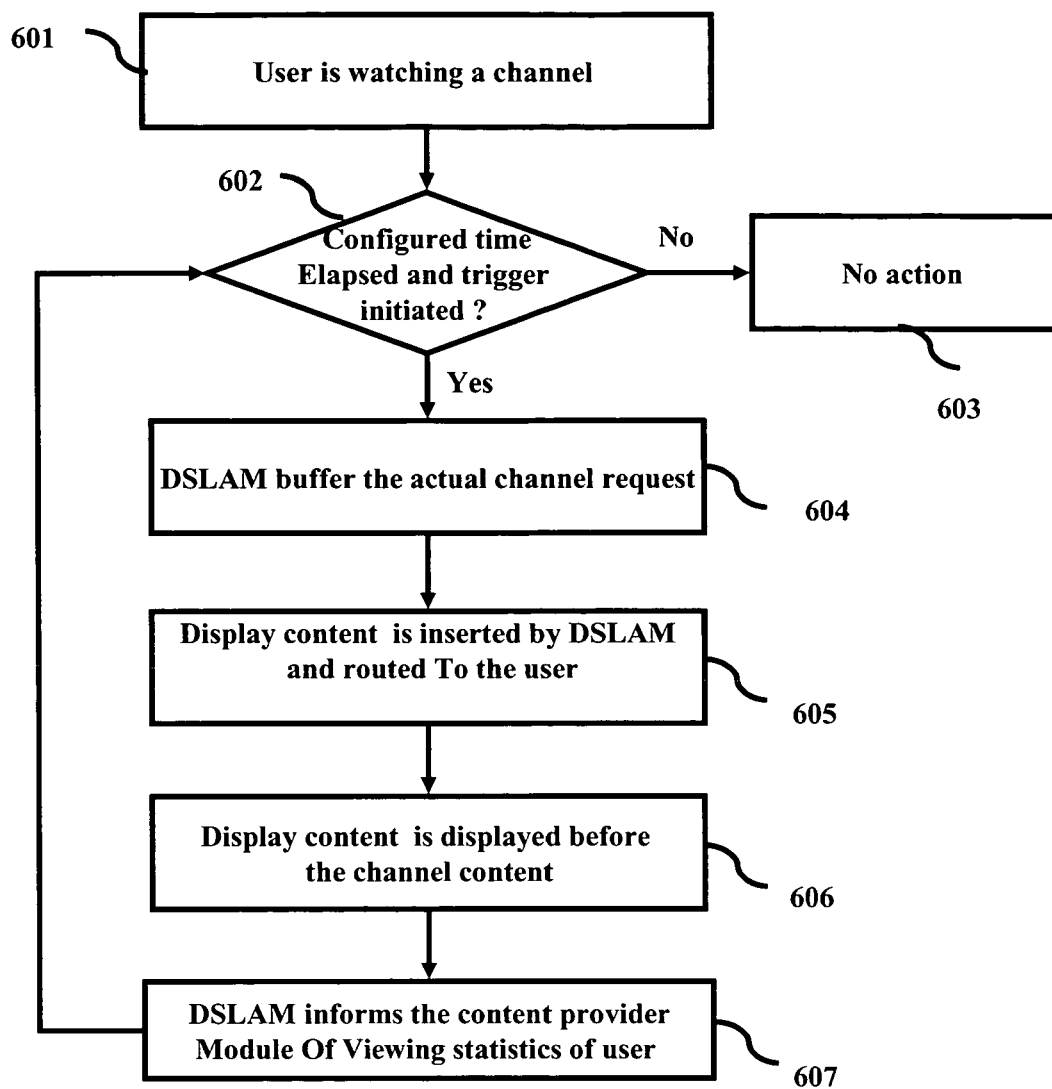 601
User is watching a channel
602
Configured time
Elapsed and trigger
initiated ?
No
No action
603
Yes
DSLAM buffer the actual channel request
604
Display content is inserted by DSLAM
and routed To the user
605
Display content is displayed before
the channel content
606
DSLAM informs the content provider
Module Of Viewing statistics of user
607